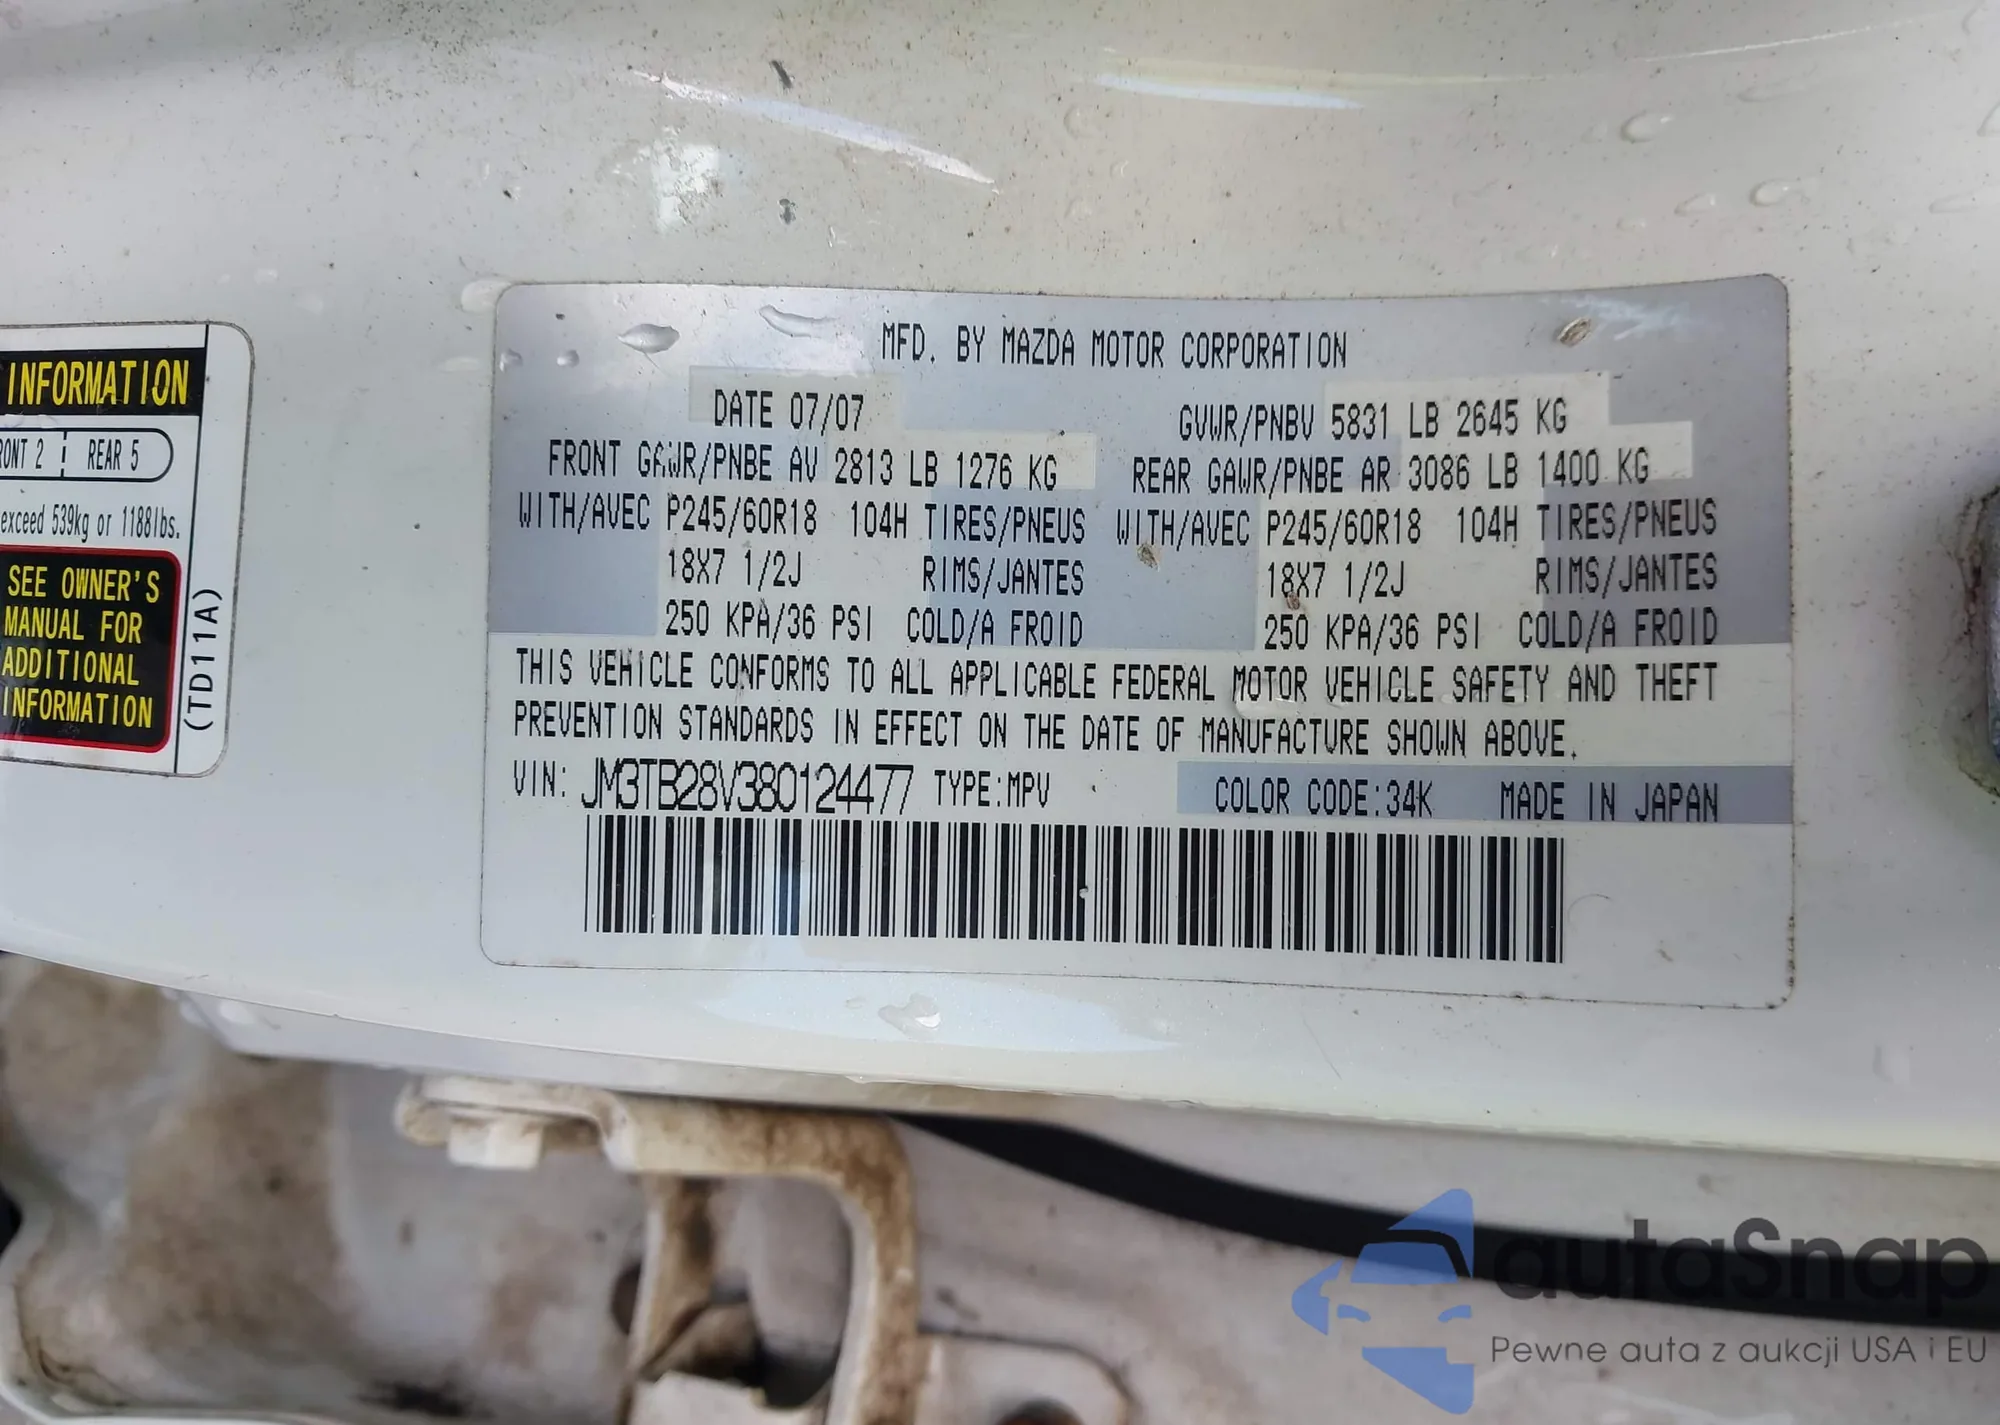 INFORMATION
RONT 2 REAR 5
exceed 539kg or 1188lbs.
SEE OWNER'S
MANUAL FOR
ADDITIONAL
INFORMATION
(TD11A)
MFD. BY MAZDA MOTOR CORPORATION
DATE 07/07 GVWR/PNBV 5831 LB 2645 KG
FRONT GAWR/PNBE AV 2813 LB 1276 KG REAR GAWR/PNBE AR 3086 LB 1400 KG
WITH/AVEC P245/60R18 104H TIRES/PNEUS WITH/AVEC P245/60R18 104H TIRES/PNEUS
18X7 1/2J RIMS/JANTES 18X7 1/2J RIMS/JANTES
250 KPA/36 PSI COLD/A FROID 250 KPA/36 PSI COLD/A FROID
THIS VEHICLE CONFORMS TO ALL APPLICABLE FEDERAL MOTOR VEHICLE SAFETY AND THEFT
PREVENTION STANDARDS IN EFFECT ON THE DATE OF MANUFACTURE SHOWN ABOVE.
VIN: JM3TB28V380124477 TYPE:MPV COLOR CODE:34K MADE IN JAPAN
autaSnap
Pewne auta z aukcji USA i EU